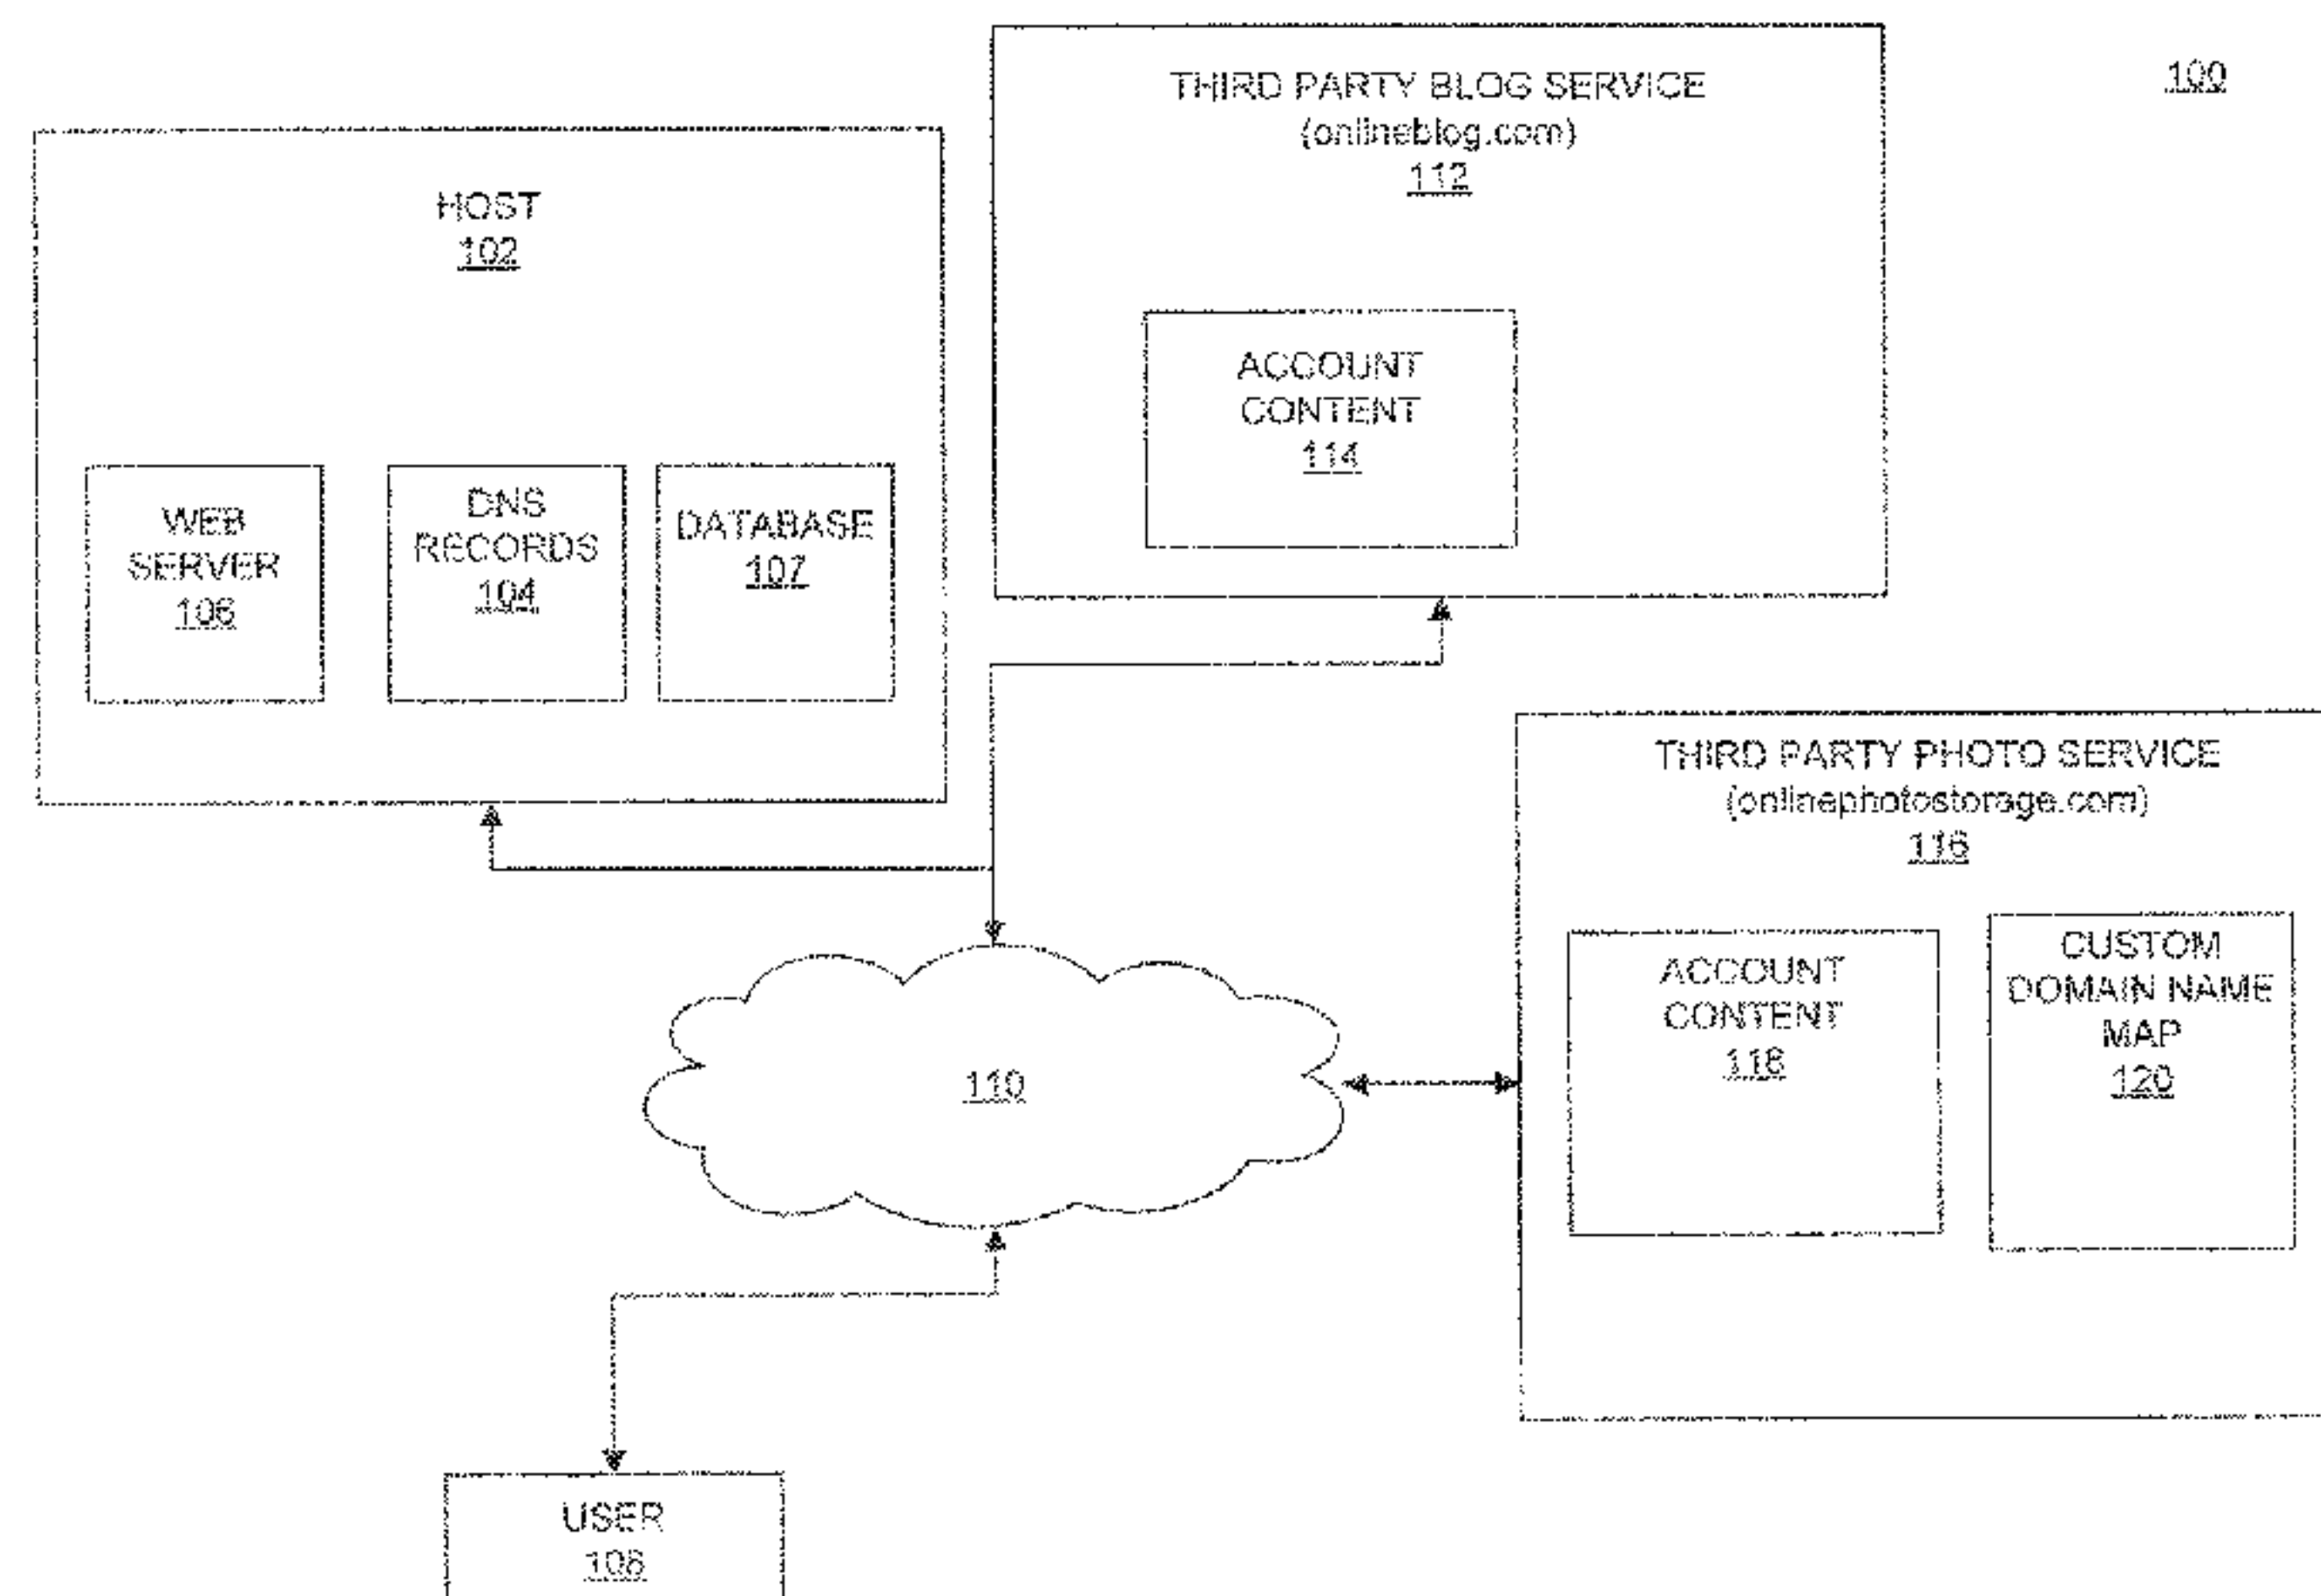 100
THIRD PARTY BLOG SERVICE
(onlineblog.com)
112
HOST
102
ACCOUNT
CONTENT
114
WEB
SERVER
106
DNS
RECORDS
104
DATABASE
107
THIRD PARTY PHOTO SERVICE
(onlinephotostorage.com)
116
ACCOUNT
CONTENT
118
CUSTOM
DOMAIN NAME
MAP
120
110
USER
108